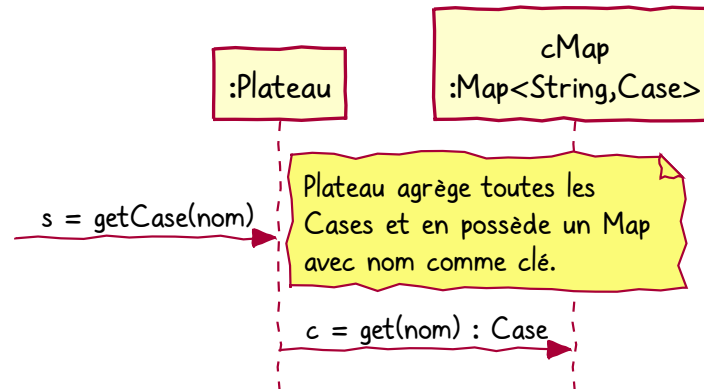 :Plateau
cMap
:Map<String,Case>
Plateau agrège toutes les
Cases et en possède un Map
avec nom comme clé.
s = getCase(nom)
c = get(nom) : Case